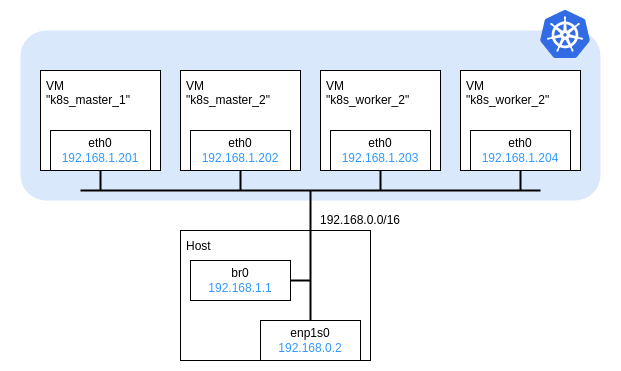 VM
"k8s_master_1"
eth0
192.168.1.201
VM
"k8s_master_2"
eth0
192.168.1.202
VM
"k8s_worker_2"
eth0
192.168.1.203
VM
"k8s_worker_2"
eth0
192.168.1.204
192.168.0.0/16
Host
br0
192.168.1.1
enp1s0
192.168.0.2